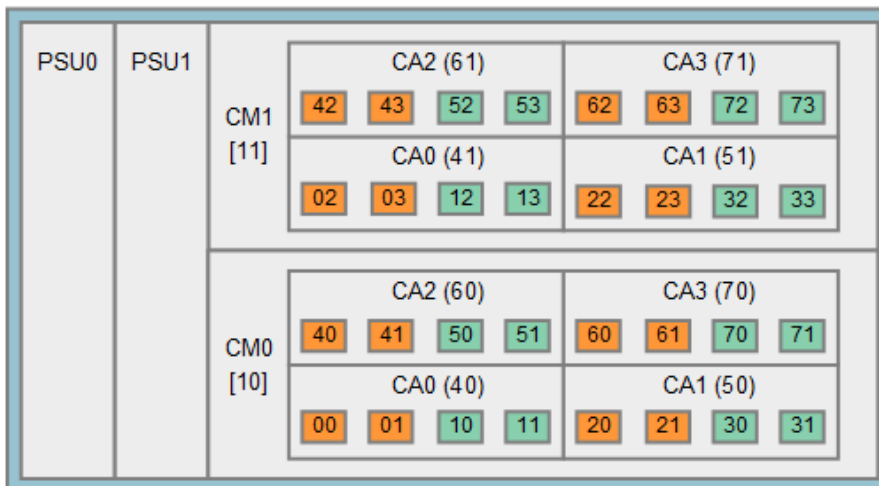 PSU0
PSU1
CM1
[11]
CA2 (61)
42 43 52 53
CA3 (71)
62 63 72 73
CA0 (41)
02 03 12 13
CA1 (51)
22 23 32 33
CM0
[10]
CA2 (60)
40 41 50 51
CA3 (70)
60 61 70 71
CA0 (40)
00 01 10 11
CA1 (50)
20 21 30 31